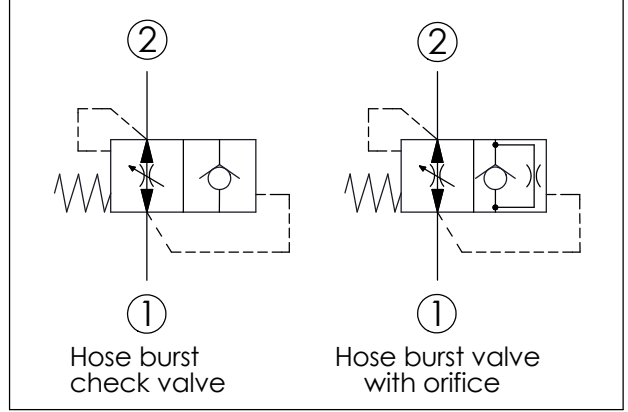 ② ②
① ①
Hose burst Hose burst valve
check valve with orifice